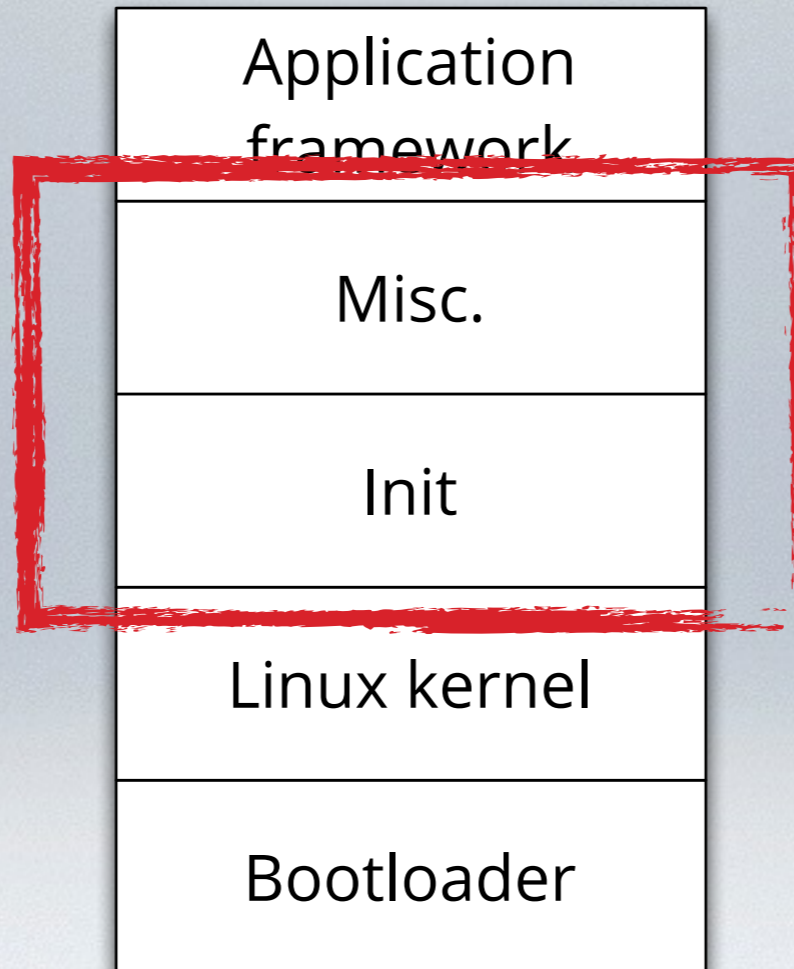 Application
framework
Misc.
Init
Linux kernel
Bootloader